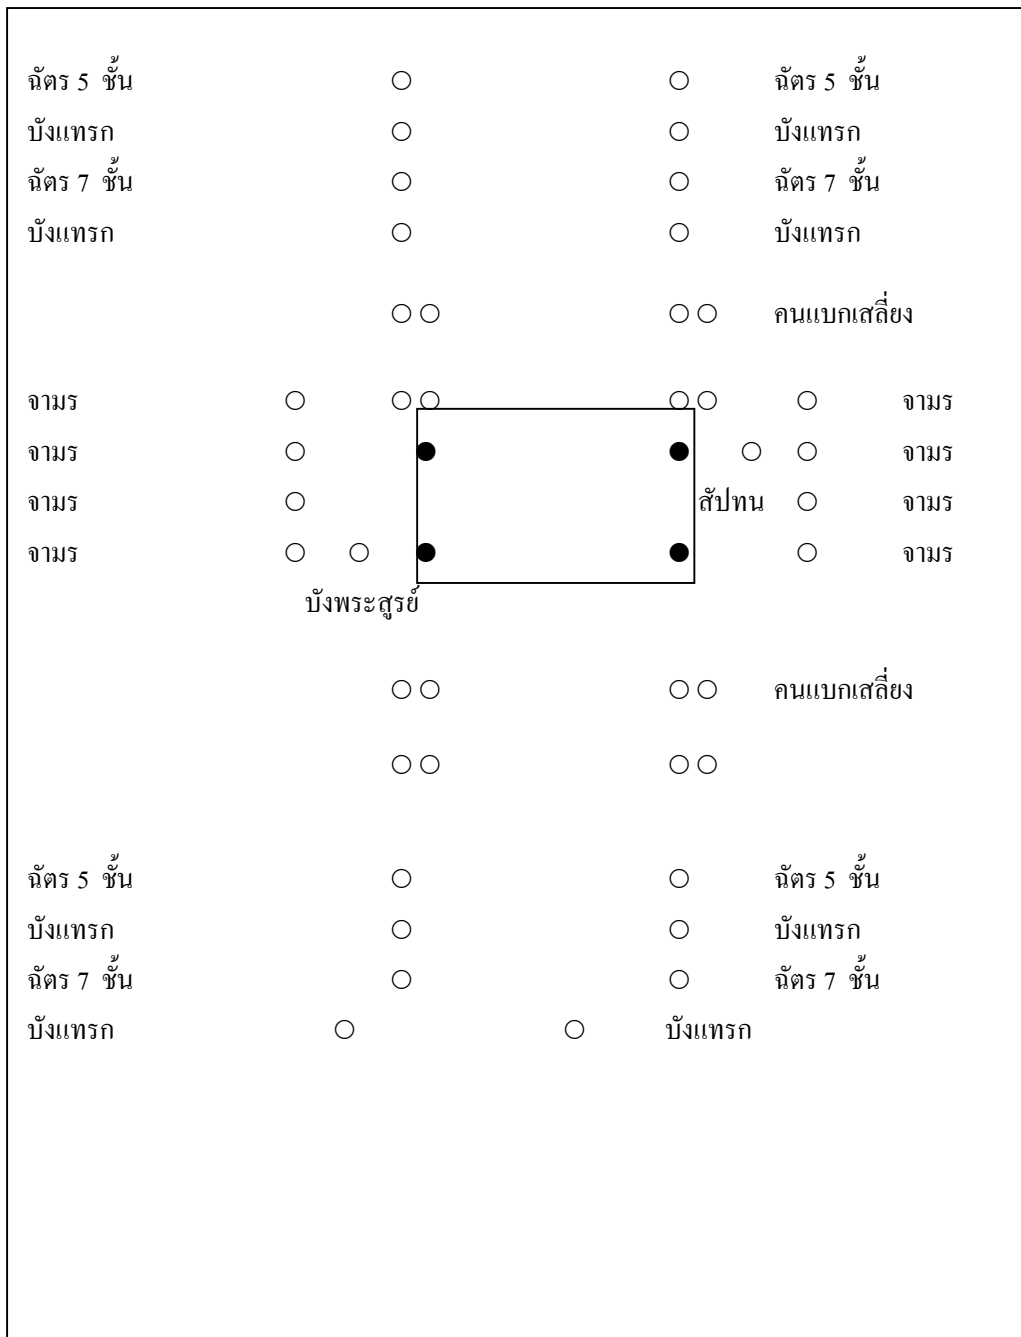 ฉัตร 5 ชั้น ฉัตร 5 ชั้น
บังแทรก บังแทรก
ฉัตร 7 ชั้น ฉัตร 7 ชั้น
บังแทรก บังแทรก
คนแบกเสลี่ยง
จามร จามร
จามร จามร
จามร สัปทน จามร
จามร จามร
บังพระสูรย์
คนแบกเสลี่ยง
ฉัตร 5 ชั้น ฉัตร 5 ชั้น
บังแทรก บังแทรก
ฉัตร 7 ชั้น ฉัตร 7 ชั้น
บังแทรก บังแทรก